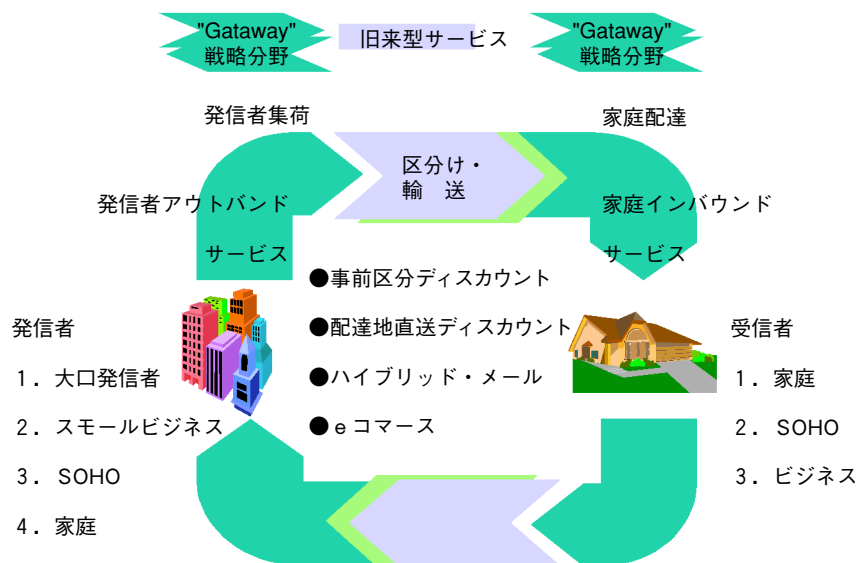 "Gataway"
戦略分野
旧来型サービス
"Gataway"
戦略分野
発信者集荷
家庭配達
区分け・
輸　送
発信者アウトバンド
サービス
家庭インバウンド
サービス
●事前区分ディスカウント
●配達地直送ディスカウント
●ハイブリッド・メール
●ｅコマース
発信者
1．大口発信者
2．スモールビジネス
3．SOHO
4．家庭
受信者
1．家庭
2．SOHO
3．ビジネス